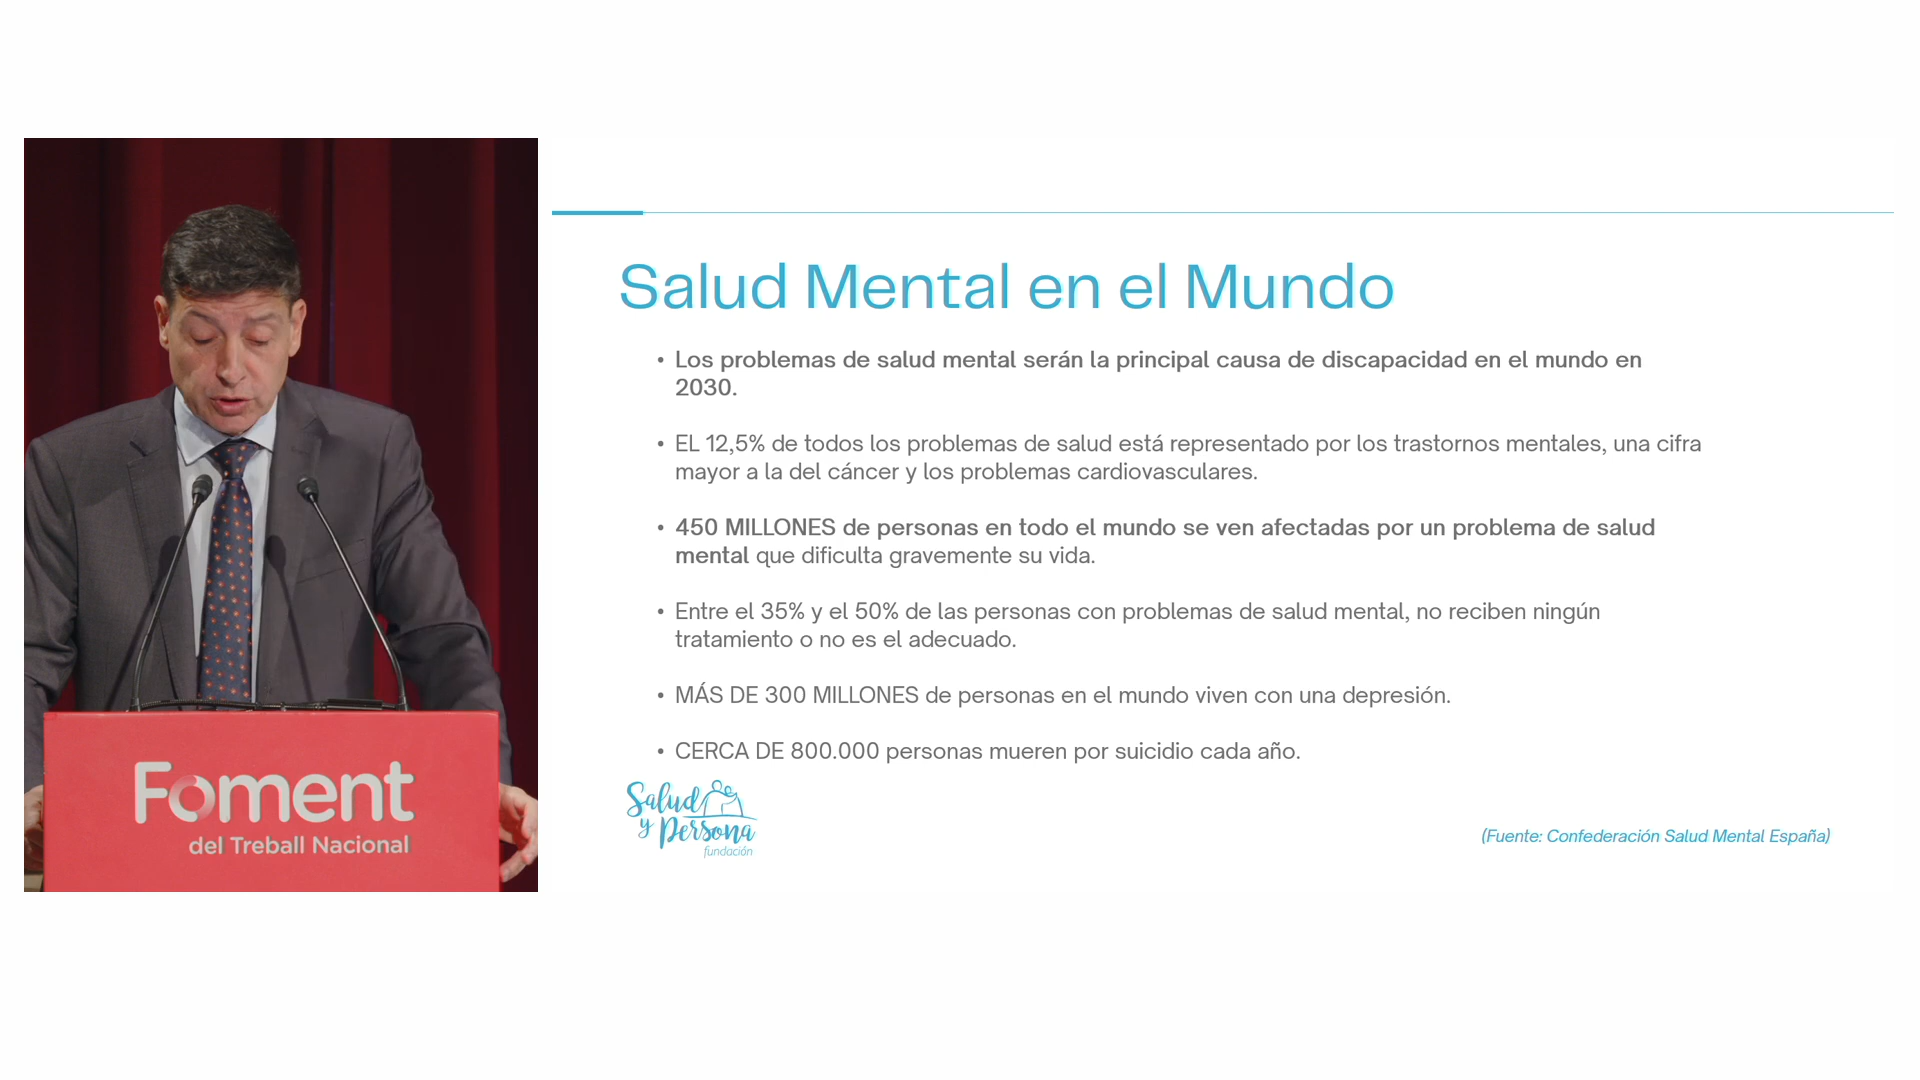 Foment
del Treball Nacional
Salud Mental en el Mundo
• Los problemas de salud mental serán la principal causa de discapacidad en el mundo en
2030.
• EL 12,5% de todos los problemas de salud está representado por los trastornos mentales, una cifra
mayor a la del cáncer y los problemas cardiovasculares.
• 450 MILLONES de personas en todo el mundo se ven afectadas por un problema de salud
mental que dificulta gravemente su vida.
• Entre el 35% y el 50% de las personas con problemas de salud mental, no reciben ningún
tratamiento o no es el adecuado.
• MÁS DE 300 MILLONES de personas en el mundo viven con una depresión.
• CERCA DE 800.000 personas mueren por suicidio cada año.
Salud
y Persona
fundación
(Fuente: Confederación Salud Mental España)